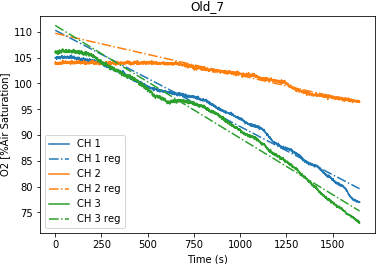 Old_7
O2 [%Air Saturation]
110
105
100
95
90
85
80
75
CH 1
CH 1 reg
CH 2
CH 2 reg
CH 3
CH 3 reg
0 250 500 750 1000 1250 1500
Time (s)